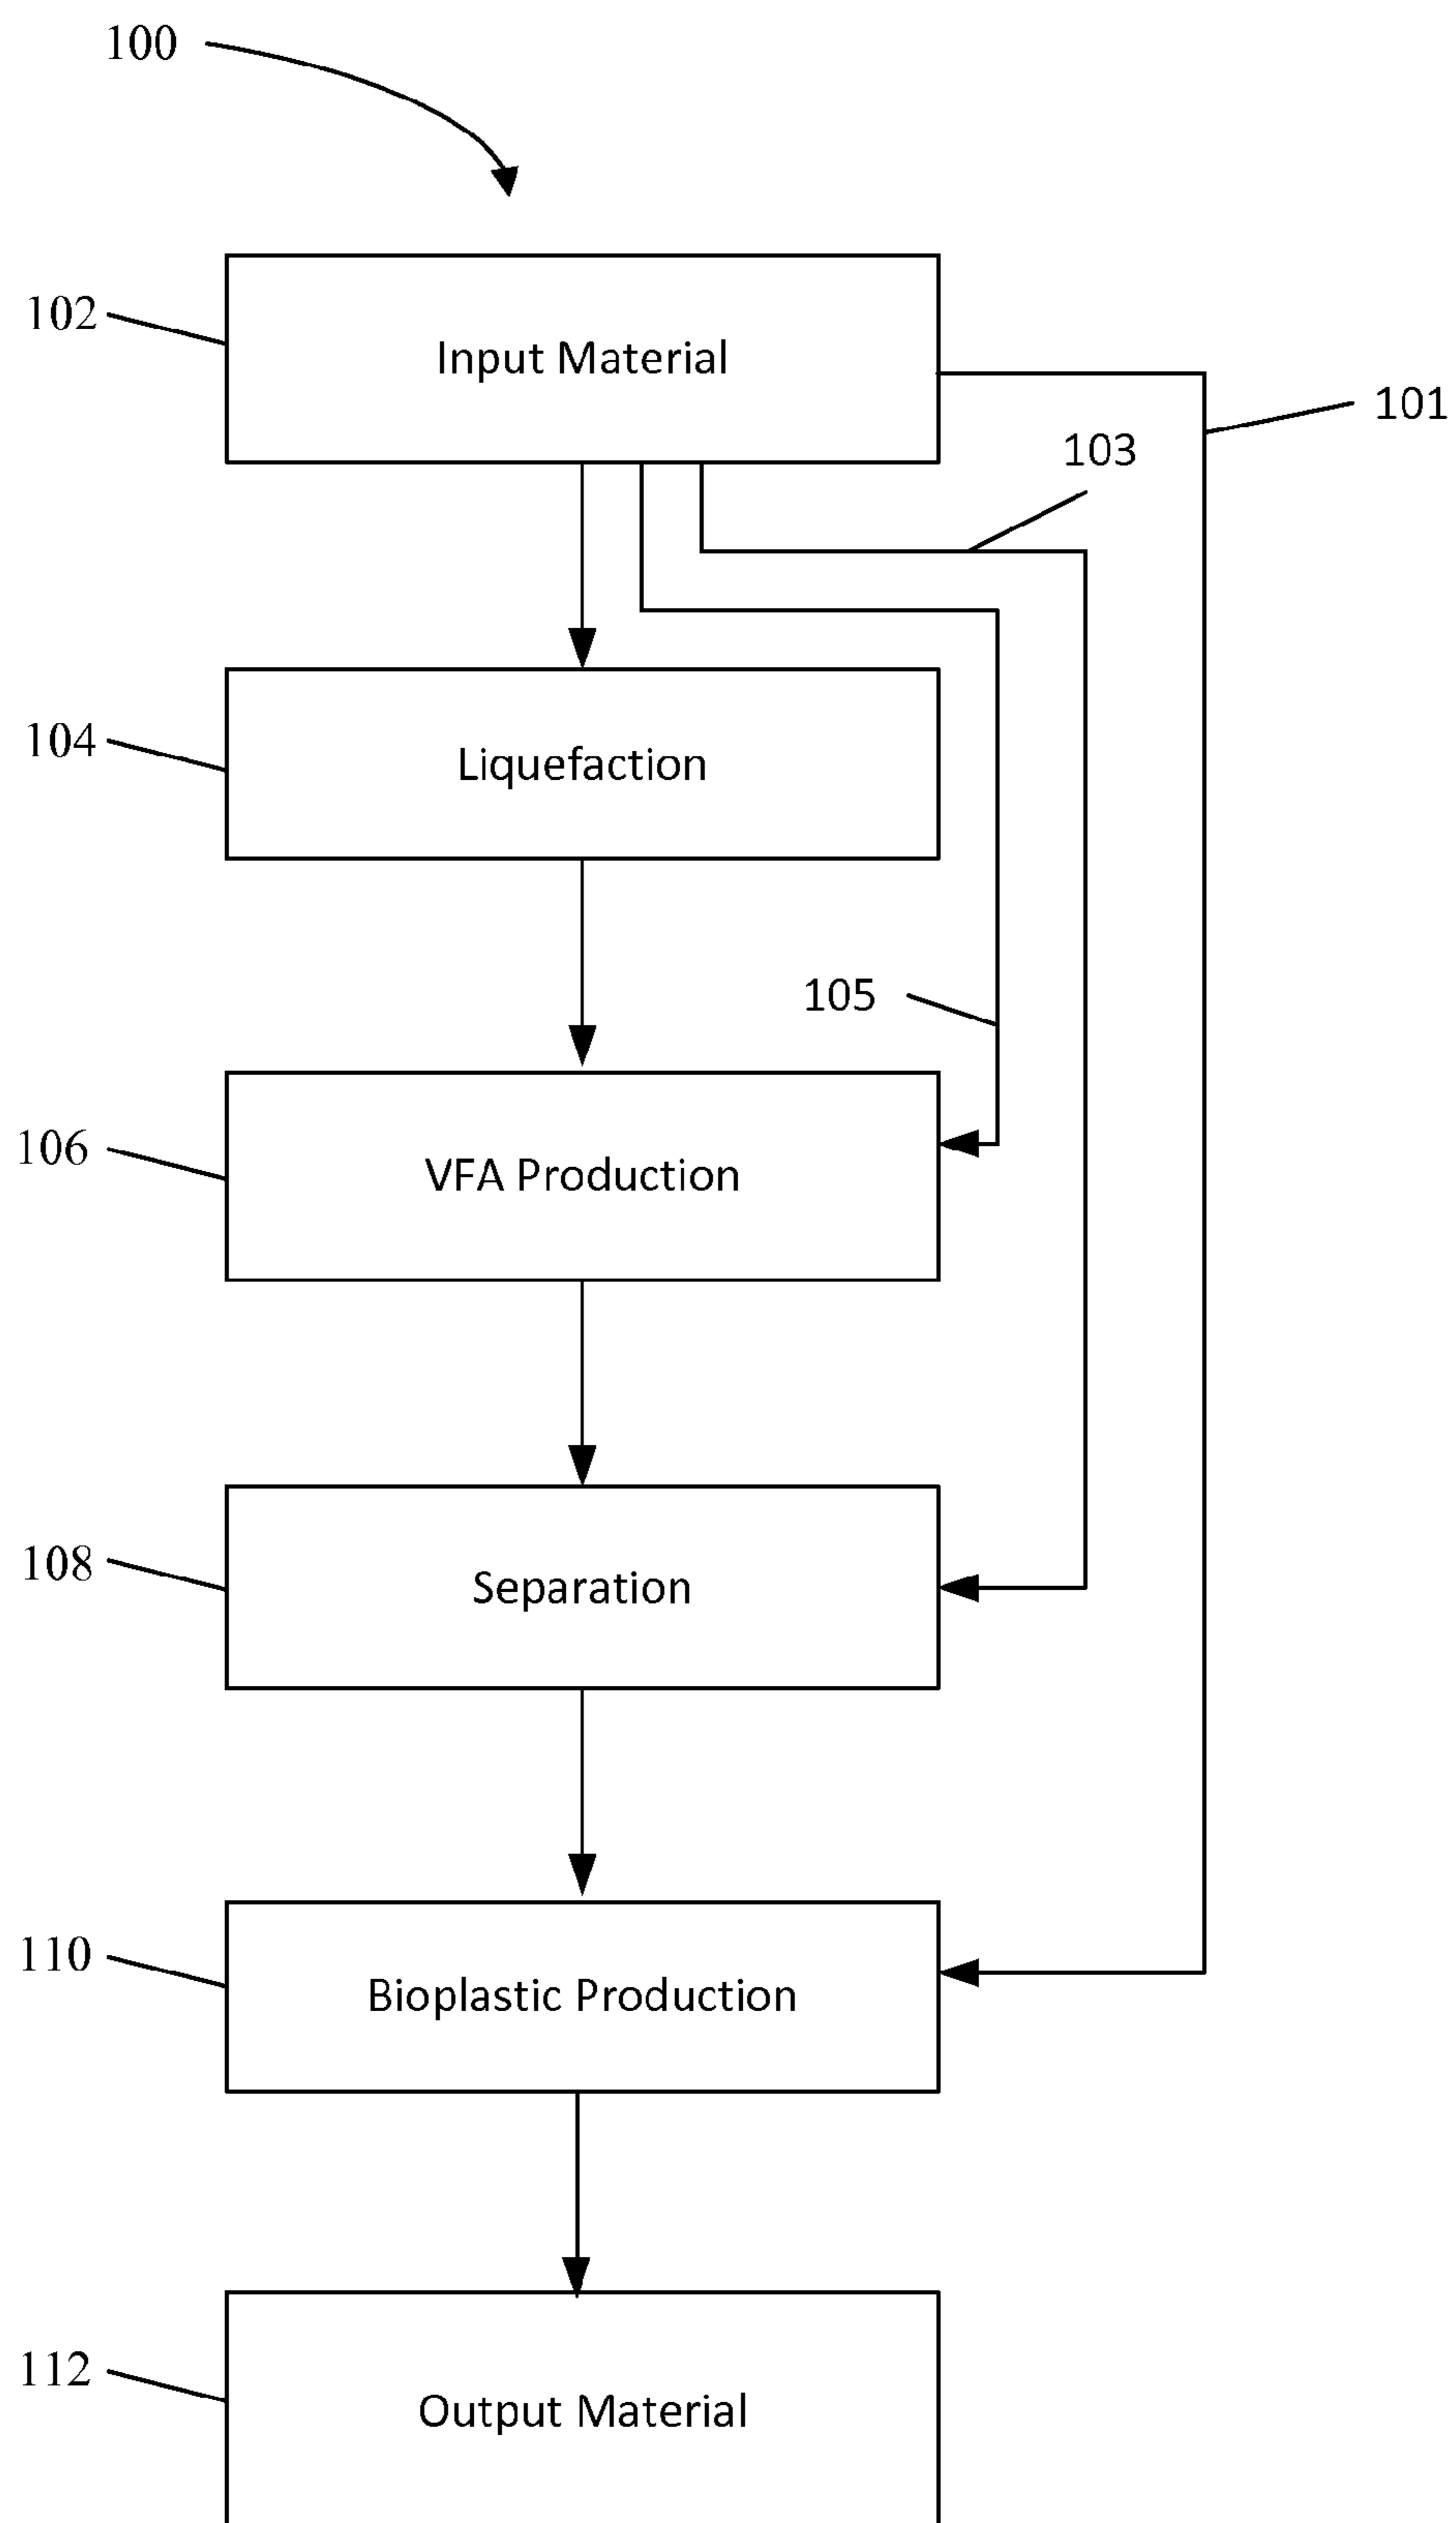 100
102
Input Material
101
103
104
Liquefaction
105
106
VFA Production
108
Separation
110
Bioplastic Production
112
Output Material